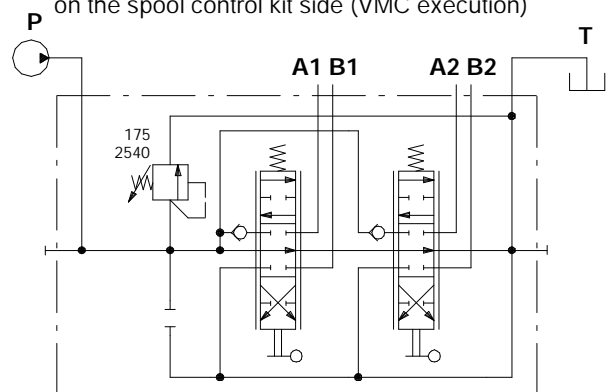 on the spool control kit side (VMC execution)
P
T
A1 B1
A2 B2
175
2540